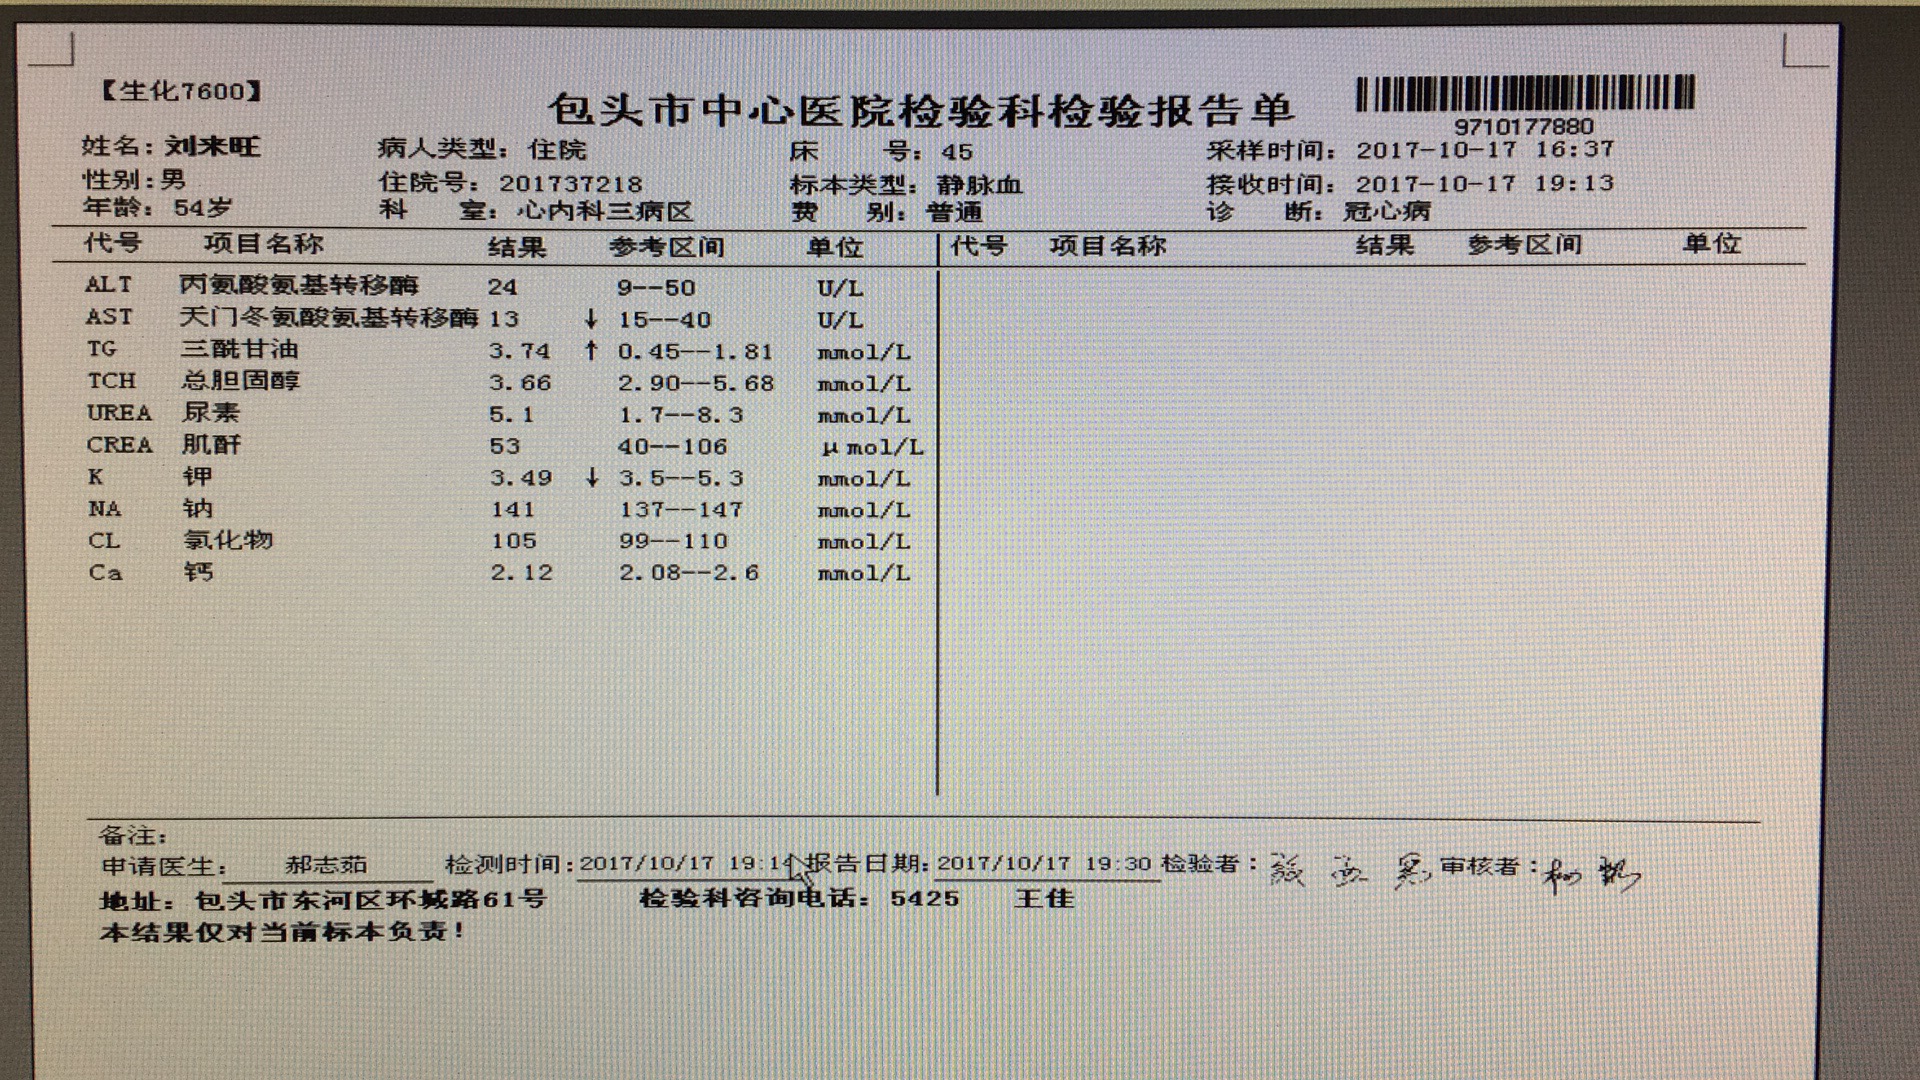 【生化7600】
包头市中心医院检验科检验报告单
9710177880
姓名：刘来旺 病人类型：住院 床 号：45 采样时间：2017-10-17 16:37
性别：男 住院号：201737218 标本类型：静脉血 接收时间：2017-10-17 19:13
年龄：54岁 科 室：心内科三病区 费 别：普通 诊 断：冠心病
代号 项目名称 结果 参考区间 单位 代号 项目名称 结果 参考区间 单位
ALT 丙氨酸氨基转移酶 24 9--50 U/L
AST 天门冬氨酸氨基转移酶 13 ↓ 15--40 U/L
TG 三酰甘油 3.74 ↑ 0.45--1.81 mmol/L
TCH 总胆固醇 3.66 2.90--5.68 mmol/L
UREA 尿素 5.1 1.7--8.3 mmol/L
CREA 肌酐 53 40--106 μmol/L
K 钾 3.49 ↓ 3.5--5.3 mmol/L
NA 钠 141 137--147 mmol/L
CL 氯化物 105 99--110 mmol/L
Ca 钙 2.12 2.08--2.6 mmol/L
备注：
申请医生： 郝志茹 检测时间：2017/10/17 19:14 报告日期：2017/10/17 19:30 检验者： 审核者：
地址：包头市东河区环城路61号 检验科咨询电话：5425 王佳
本结果仅对当前标本负责！